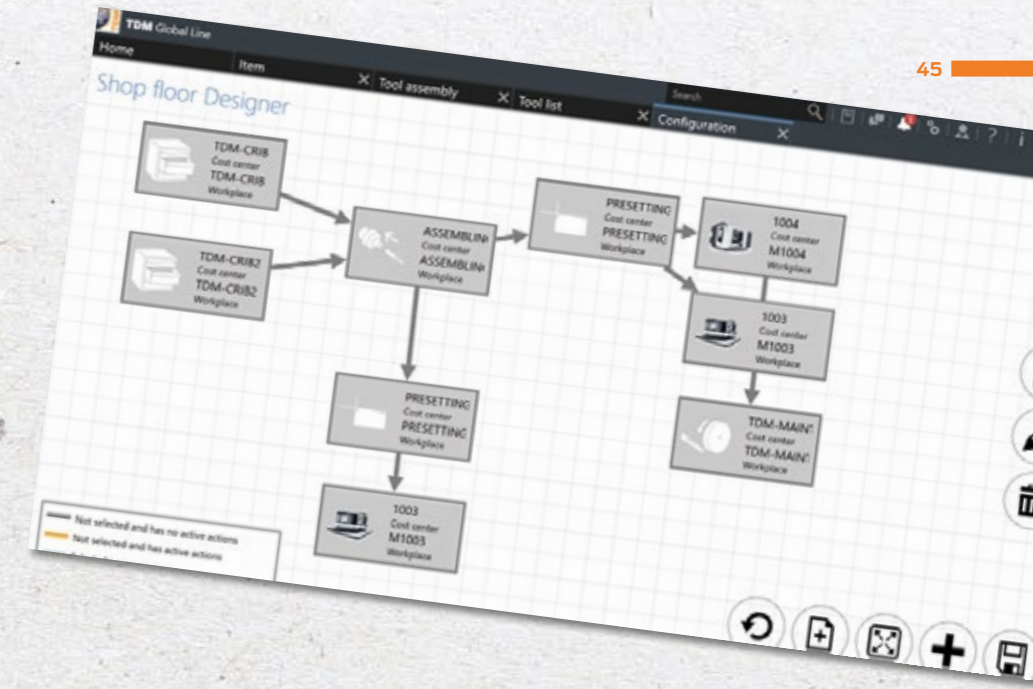 45
TDM Global Line
Home
Item
Tool assembly
Tool list
Search
Configuration
?
i
Shop floor Designer
TDM-CRIB
Cost center
TDM-CRIB
Workplace
TDM-CRIB2
Cost center
TDM-CRIB2
Workplace
ASSEMBLIN
Cost center
ASSEMBLIN
Workplace
PRESETTING
Cost center
PRESETTING
Workplace
1004
Cost center
M1004
Workplace
1003
Cost center
M1003
Workplace
TDM-MAIN
Cost center
TDM-MAIN
Workplace
PRESETTING
Cost center
PRESETTING
Workplace
1003
Cost center
M1003
Workplace
Not selected and has no active actions
Not selected and has active actions